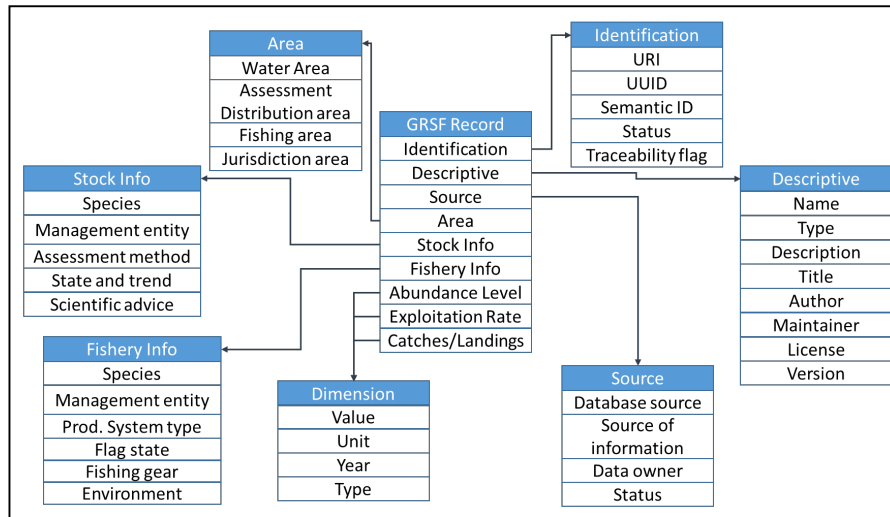 Area
Water Area
Assessment
Distribution area
Fishing area
Jurisdiction area
Identification
URI
UUID
Semantic ID
Status
Traceability flag
GRSF Record
Identification
Descriptive
Source
Area
Stock Info
Fishery Info
Abundance Level
Exploitation Rate
Catches/Landings
Stock Info
Species
Management entity
Assessment method
State and trend
Scientific advice
Descriptive
Name
Type
Description
Title
Author
Maintainer
License
Version
Fishery Info
Species
Management entity
Prod. System type
Flag state
Fishing gear
Environment
Dimension
Value
Unit
Year
Type
Source
Database source
Source of
information
Data owner
Status